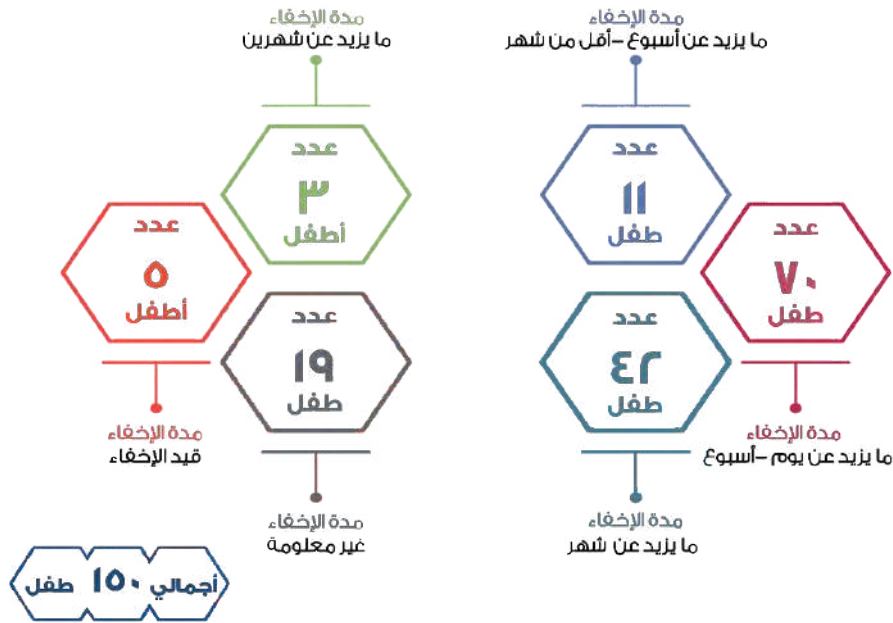 مدة الإخفاء
ما يزيد عن أسبوع -أقل من شهر
عدد
١١
طفل
مدة الإخفاء
ما يزيد عن شهرين
عدد
٣
أطفل
عدد
٧٠
طفل
مدة الإخفاء
ما يزيد عن يوم -أسبوع
عدد
٥
أطفل
مدة الإخفاء
قيد الإخفاء
عدد
٤٢
طفل
مدة الإخفاء
ما يزيد عن شهر
عدد
١٩
طفل
مدة الإخفاء
غير معلومة
أجمالي ١٥٠ طفل